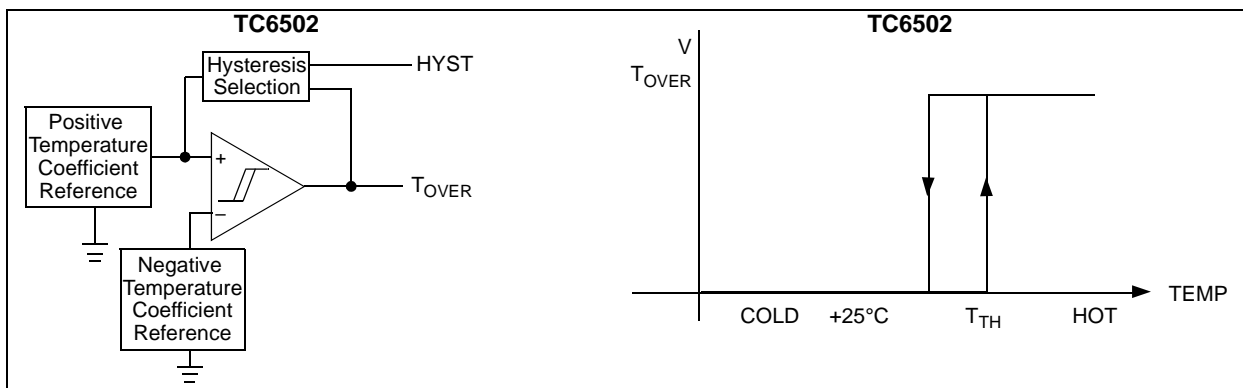 TC6502
Hysteresis
Selection
HYST
Positive
Temperature
Coefficient
Reference
+
−
TOVER
Negative
Temperature
Coefficient
Reference
TC6502
V
TOVER
TEMP
COLD +25°C TTH HOT